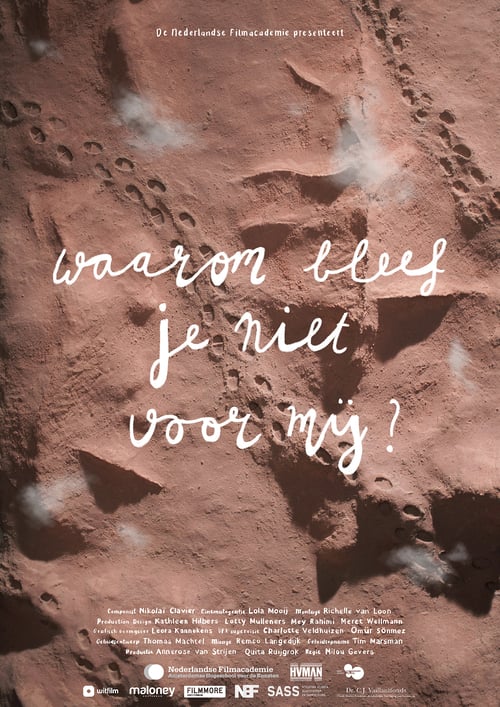 De Nederlandse Filmacademie presenteert
waarom bleef
je niet
voor mij?
Componist Nikolai Clavier Cinematografie Lola Mooij Montage Richelle van Loon
Production Design Kathleen Hilbers Lotty Mulleners Mey Rahimi Meret Wellmann
Grafisch vormgever Leora Kannekens VFX supervisie Charlotte Veldhuizen Ömür Sönmez
Geluidsontwerp Thomas Machtel Mixage Remco Langedijk Geluidsopname Tim Marsman
Productie Annerose van Strijen Quita Ruijgrok Regie Nilou Gevers
Nederlandse Filmacademie
Amsterdamse Hogeschool voor de Kunsten
HVMAN
Dr. C.J. Vaillantfonds
witfilm
maloney
FILMMORE
NBF
SASS